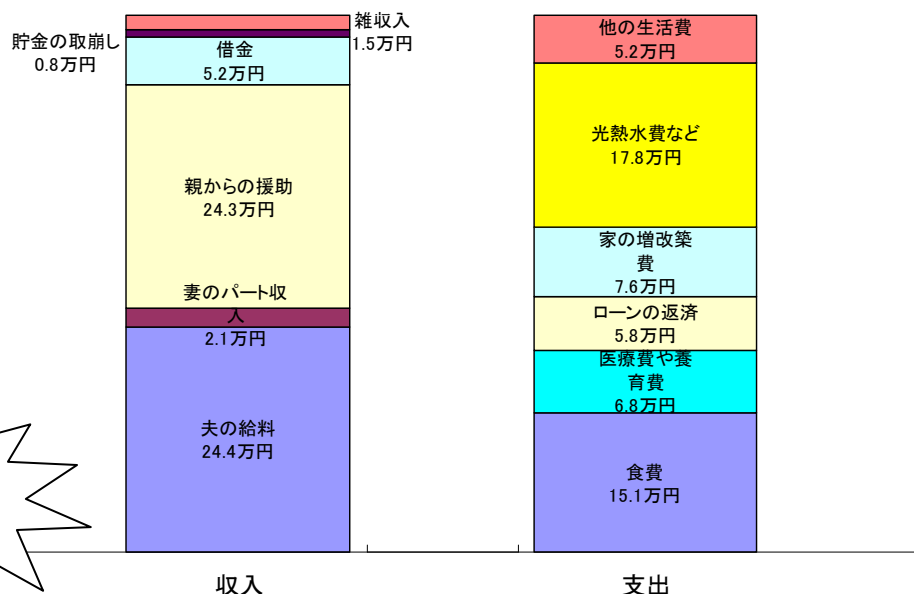 雑収入
1.5万円
貯金の取崩し
0.8万円
借金
5.2万円
親からの援助
24.3万円
妻のパート収
入
2.1万円
夫の給料
24.4万円
収入
他の生活費
5.2万円
光熱水費など
17.8万円
家の増改築
費
7.6万円
ローンの返済
5.8万円
医療費や養
育費
6.8万円
食費
15.1万円
支出